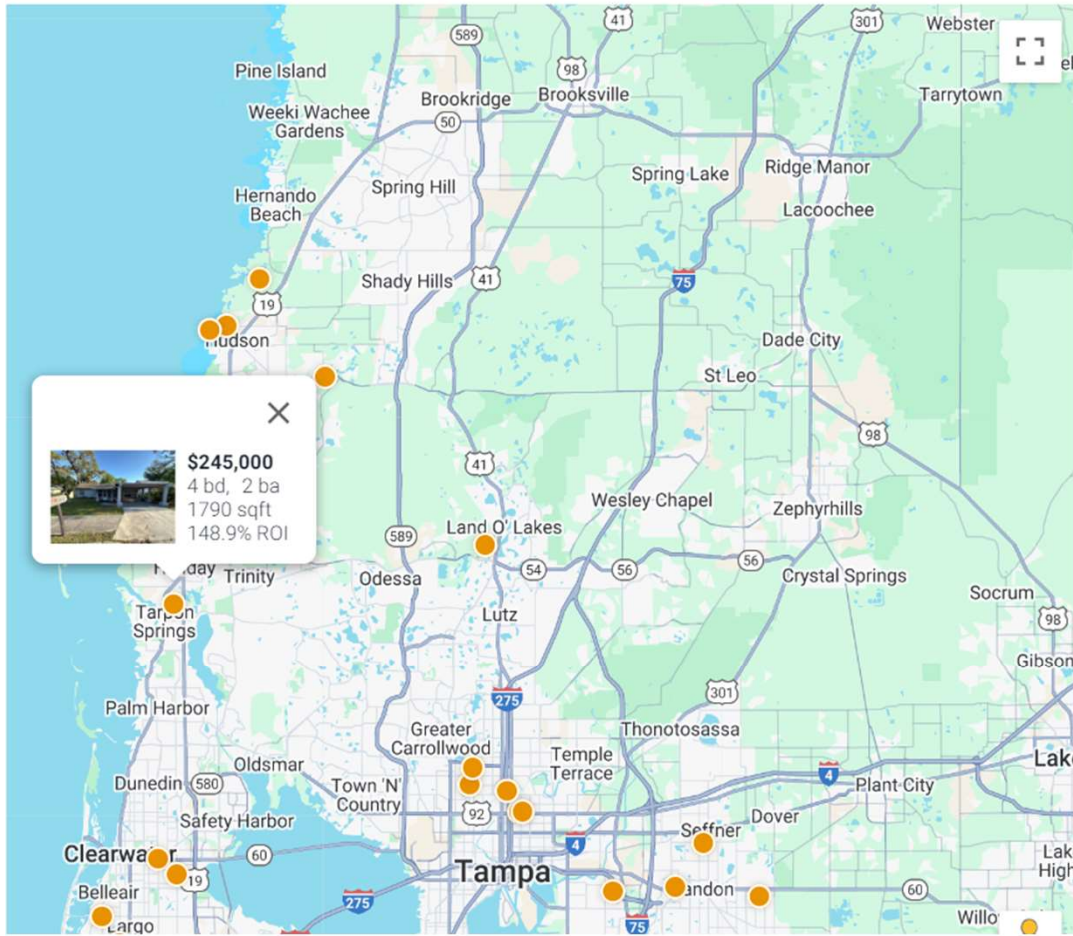 41
301
Webster
589
Pine Island
98
Tarrytown
Brookridge
Brooksville
Weeki Wachee
Gardens
50
Ridge Manor
Spring Lake
Spring Hill
Hernando
Beach
Lacoochee
Shady Hills
41
75
19
Hudson
Dade City
St Leo
98
$245,000
4 bd, 2 ba
1790 sqft
148.9% ROI
41
Wesley Chapel
Zephyrhills
Land O' Lakes
589
54
56
56
Trinity
Odessa
Crystal Springs
Socrum
Tarpon
Springs
Lutz
98
Gibson
301
275
Palm Harbor
Greater
Carrollwood
Thonotosassa
Temple
Terrace
Oldsmar
Dunedin
580
Town 'N'
Country
4
Plant City
92
Dover
Safety Harbor
4
Seffner
Clearwater
60
Tampa
19
Belleair
275
60
Largo
75